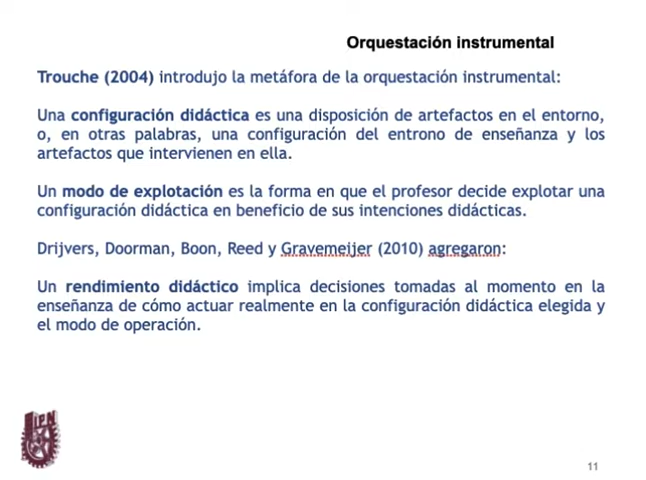 Orquestación instrumental
Trouche (2004) introdujo la metáfora de la orquestación instrumental:
Una configuración didáctica es una disposición de artefactos en el entorno,
o, en otras palabras, una configuración del entrono de enseñanza y los
artefactos que intervienen en ella.
Un modo de explotación es la forma en que el profesor decide explotar una
configuración didáctica en beneficio de sus intenciones didácticas.
Drijvers, Doorman, Boon, Reed y Gravemeijer (2010) agregaron:
Un rendimiento didáctico implica decisiones tomadas al momento en la
enseñanza de cómo actuar realmente en la configuración didáctica elegida y
el modo de operación.
IPN
11